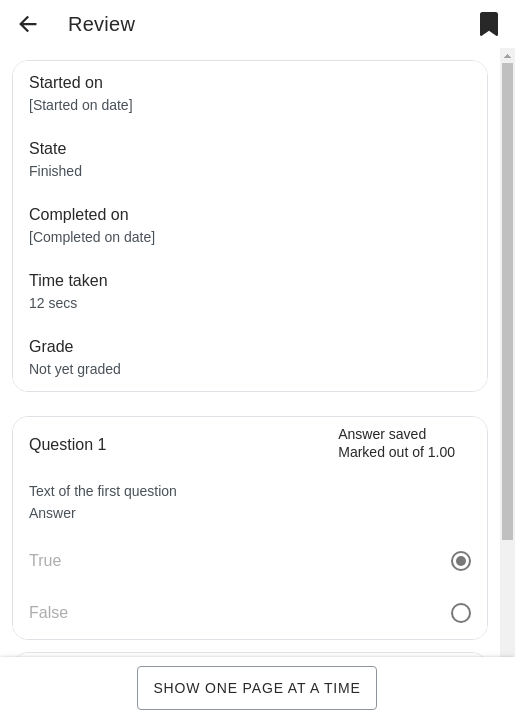 Review
Started on
[Started on date]
State
Finished
Completed on
[Completed on date]
Time taken
12 secs
Grade
Not yet graded
Question 1
Answer saved
Marked out of 1.00
Text of the first question
Answer
True
False
SHOW ONE PAGE AT A TIME